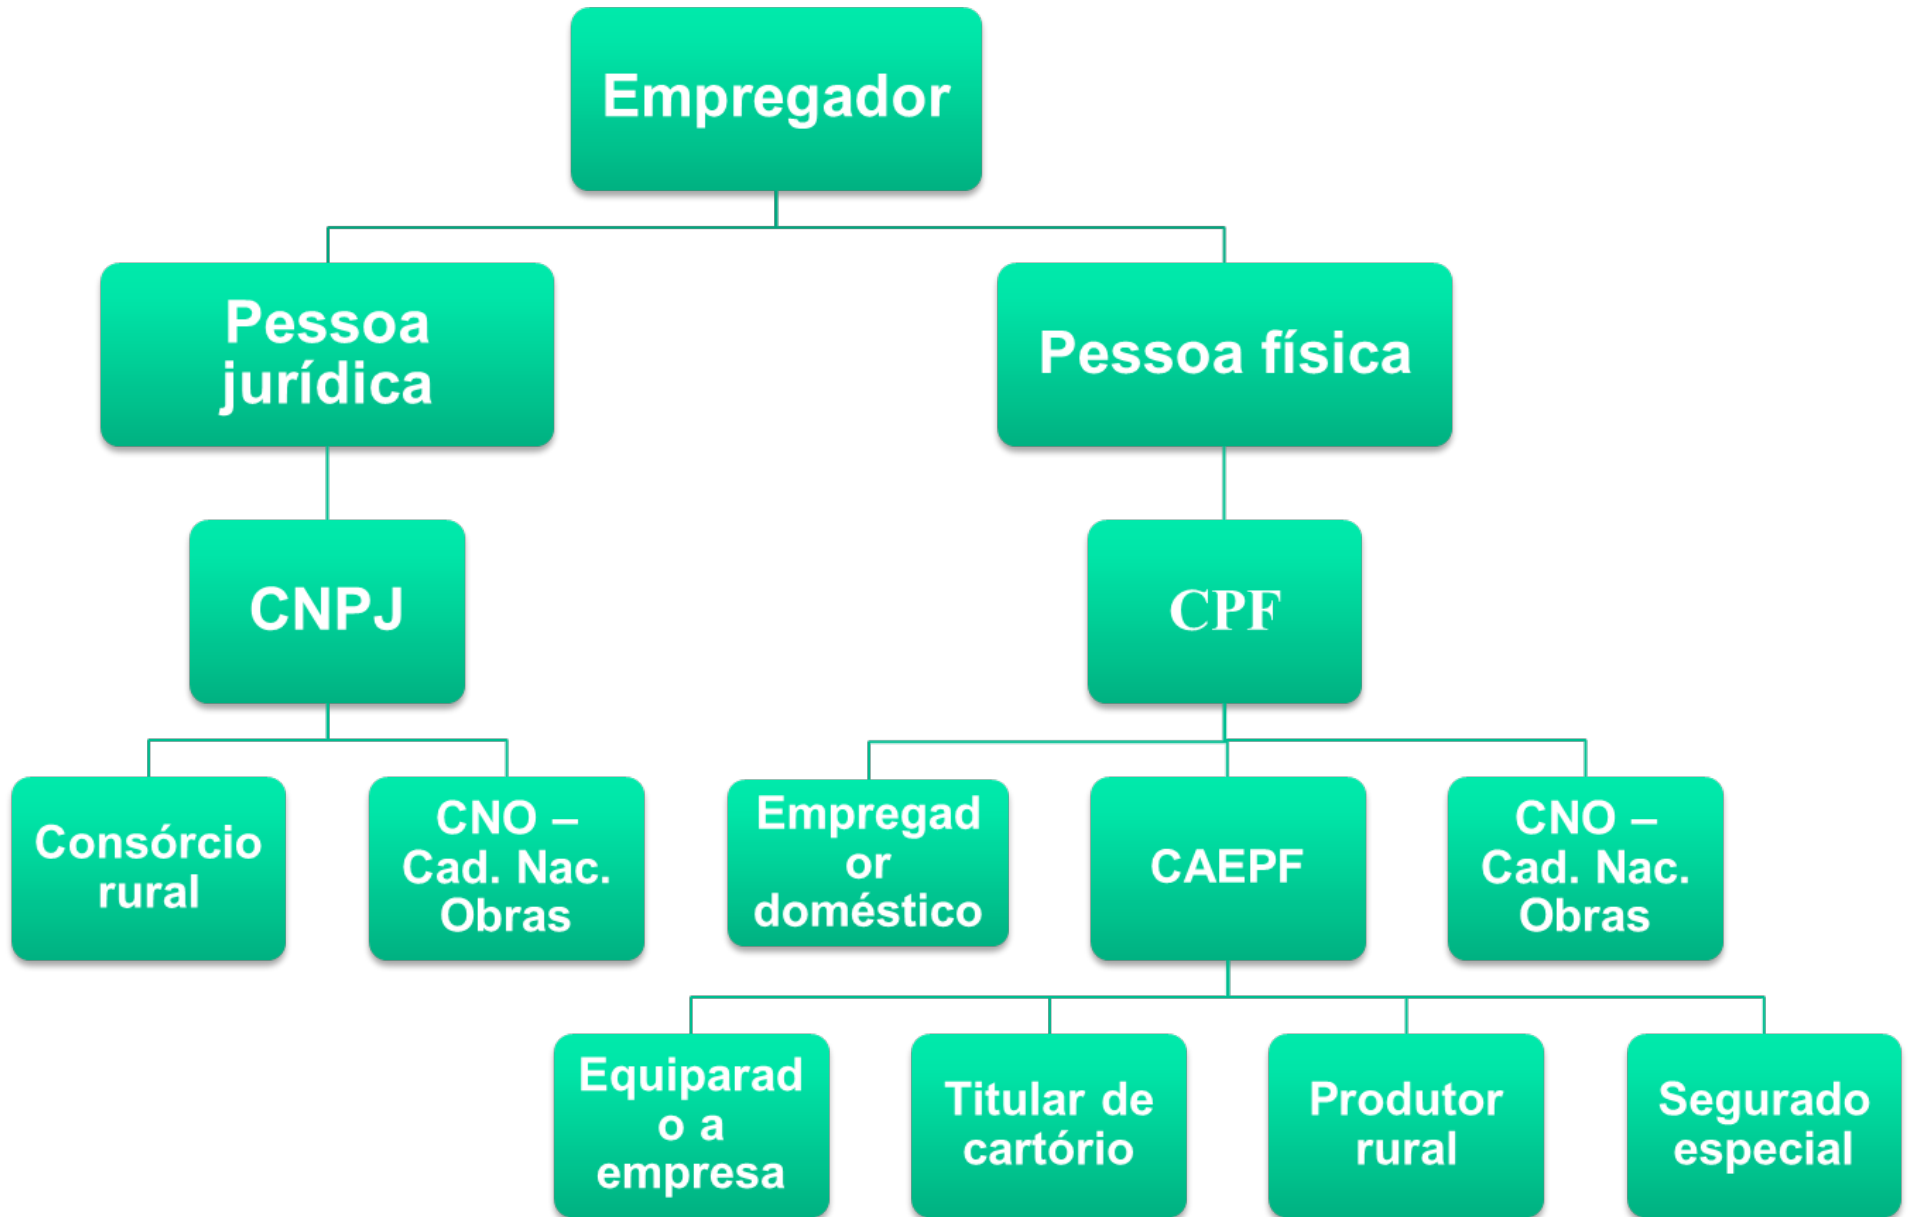 Empregador
Pessoa
jurídica
Pessoa física
CNPJ
CPF
Consórcio
rural
CNO –
Cad. Nac.
Obras
Empregad
or
doméstico
CAEPF
CNO –
Cad. Nac.
Obras
Equiparad
o a
empresa
Titular de
cartório
Produtor
rural
Segurado
especial